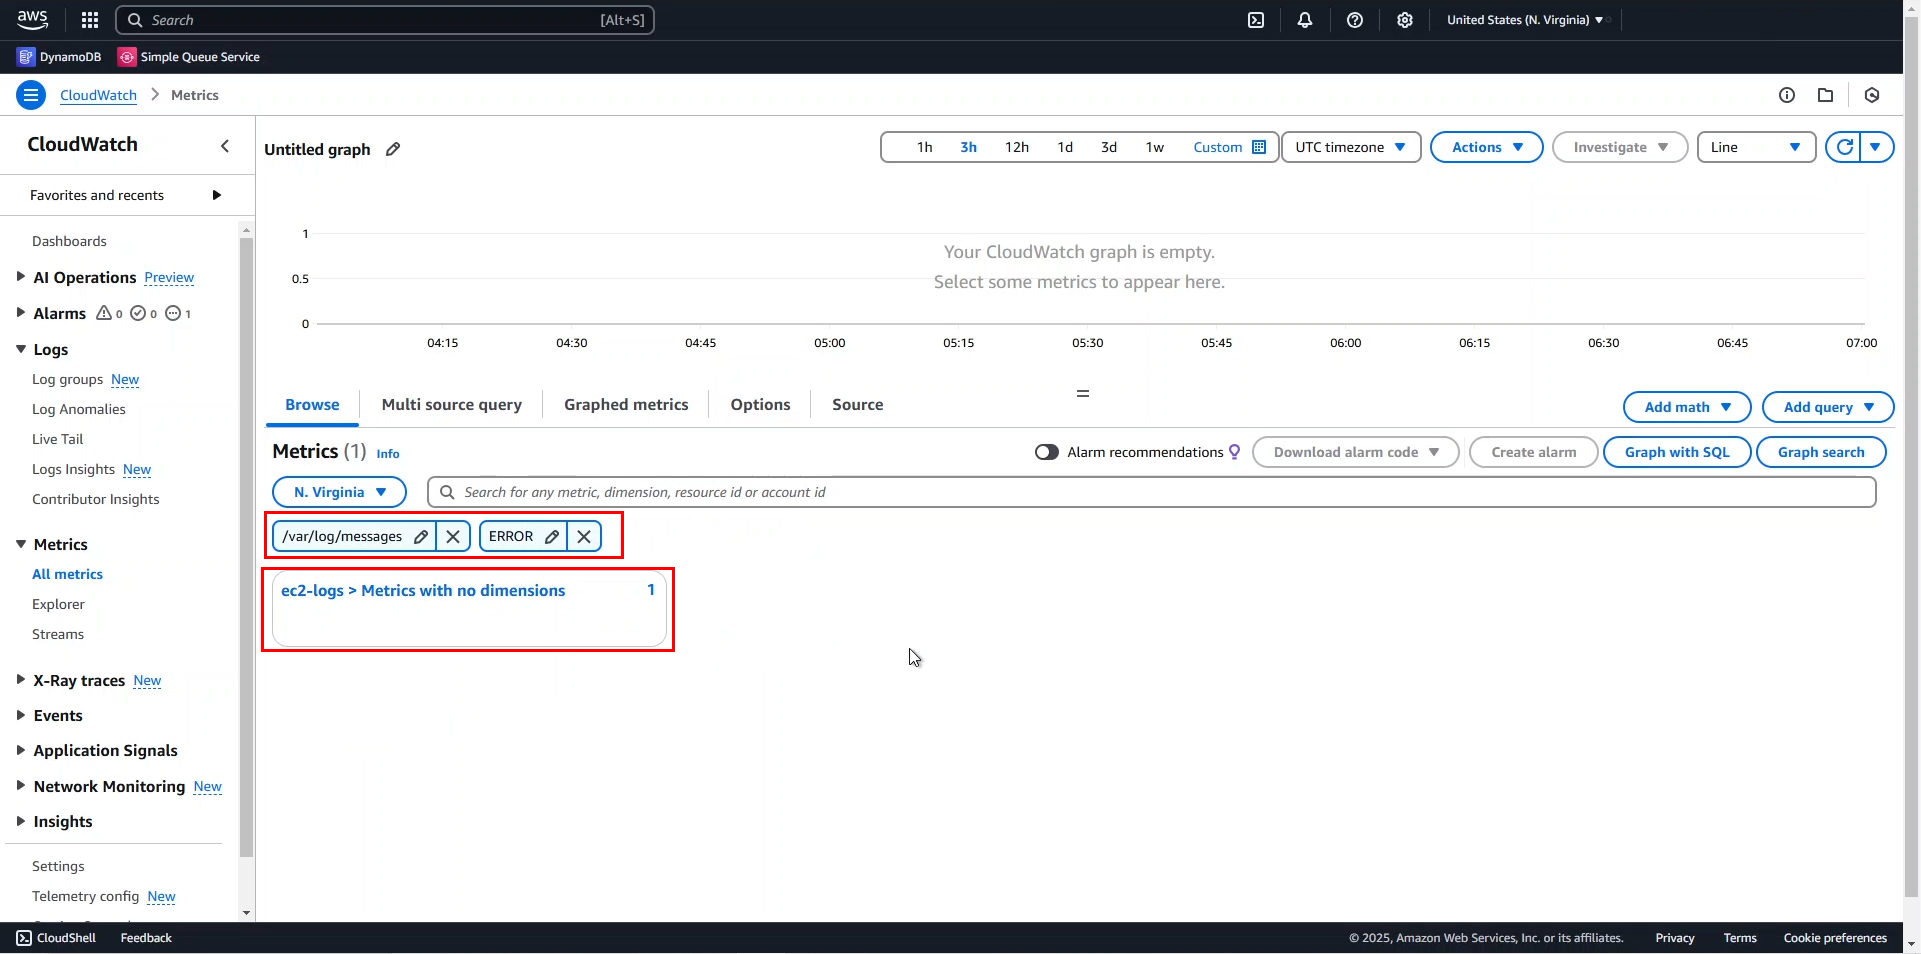 aws
Search [Alt+S]
United States (N. Virginia)
DynamoDB Simple Queue Service
CloudWatch Metrics
CloudWatch
Favorites and recents
Dashboards
AI Operations Preview
Alarms 0 0 1
Logs
Log groups New
Log Anomalies
Live Tail
Logs Insights New
Contributor Insights
Metrics
All metrics
Explorer
Streams
X-Ray traces New
Events
Application Signals
Network Monitoring New
Insights
Settings
Telemetry config New
Untitled graph
1h 3h 12h 1d 3d 1w Custom UTC timezone Actions Investigate Line
1
Your CloudWatch graph is empty.
0.5
Select some metrics to appear here.
0
04:15 04:30 04:45 05:00 05:15 05:30 05:45 06:00 06:15 06:30 06:45 07:00
Browse Multi source query Graphed metrics Options Source Add math Add query
Metrics (1) Info Alarm recommendations Download alarm code Create alarm Graph with SQL Graph search
N. Virginia Search for any metric, dimension, resource id or account id
/var/log/messages ERROR
ec2-logs > Metrics with no dimensions 1
CloudShell Feedback © 2025, Amazon Web Services, Inc. or its affiliates. Privacy Terms Cookie preferences